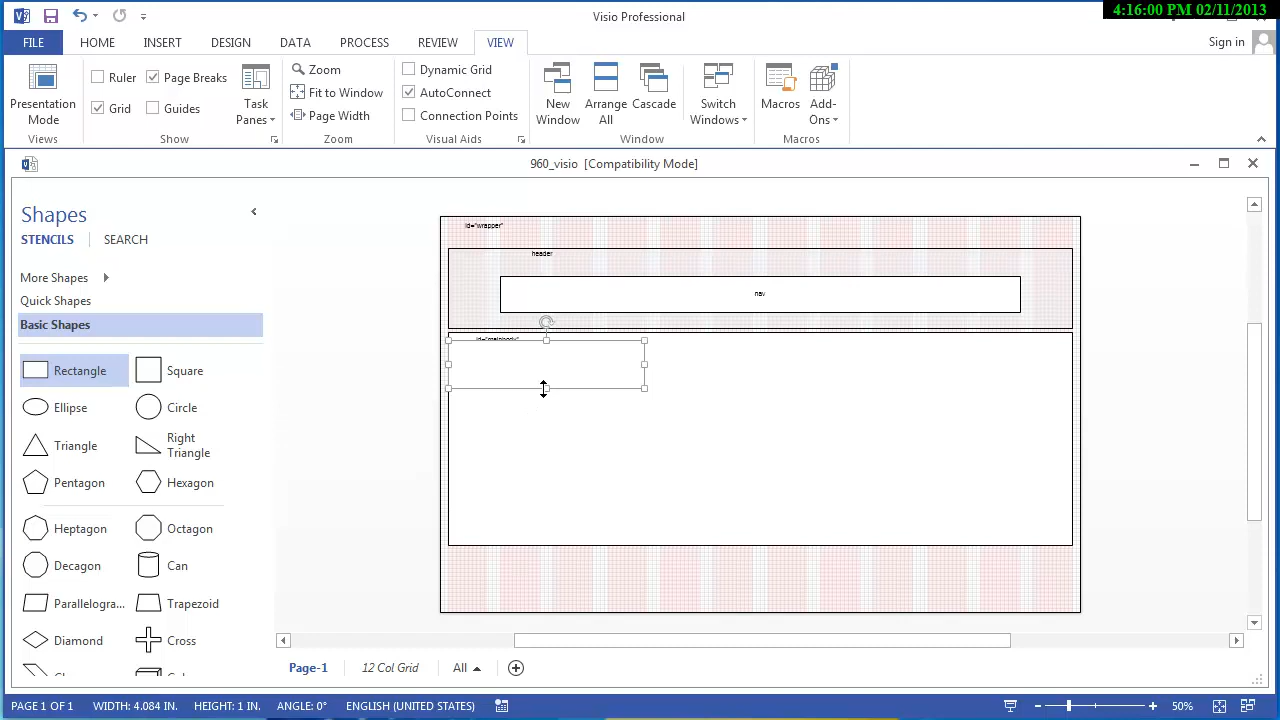 4:16:00 PM 02/11/2013
Visio Professional
FILE HOME INSERT DESIGN DATA PROCESS REVIEW VIEW Sign in
Presentation Mode
Views
Ruler Page Breaks
Grid Guides
Task Panes
Show
Zoom
Fit to Window
Page Width
Zoom
Dynamic Grid
AutoConnect
Connection Points
Visual Aids
New Window
Arrange All
Cascade
Switch Windows
Window
Macros
Add-Ons
Macros
960_visio [Compatibility Mode]
Shapes
STENCILS SEARCH
More Shapes
Quick Shapes
Basic Shapes
Rectangle Square
Ellipse Circle
Triangle Right Triangle
Pentagon Hexagon
Heptagon Octagon
Decagon Can
Parallelogra... Trapezoid
Diamond Cross
id="wrapper"
header
nav
id="mainbody"
Page-1 12 Col Grid All
PAGE 1 OF 1 WIDTH: 4.084 IN. HEIGHT: 1 IN. ANGLE: 0° ENGLISH (UNITED STATES) 50%